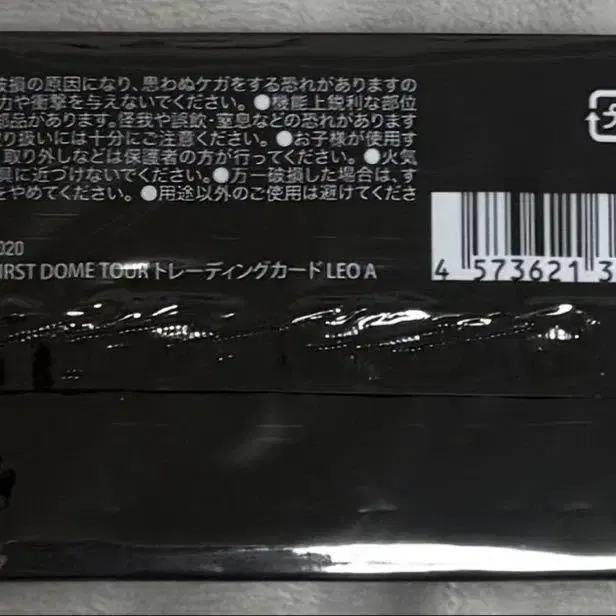 破損の原因になり、思わぬケガをする恐れがありますの
力や衝撃を与えないでください。●機能上鋭利な部位
部品があります。怪我や誤飲・窒息などの恐れがあります
取り扱いには十分にご注意ください。●お子様が使用す
取り外しなどは保護者の方が行ってください。●火気
具に近づけないでください。●万一破損した場合は、す
をやめてください。●用途以外のご使用は避けてくださ
020
IRST DOME TOUR トレーディングカード LEO A
4 573621 3